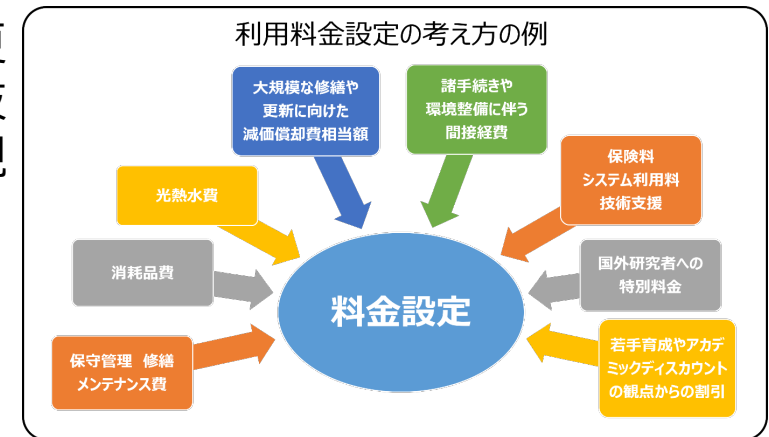 利用料金設定の考え方の例
大規模な修繕や
更新に向けた
減価償却費相当額
諸手続きや
環境整備に伴う
間接経費
光熱水費
保険料
システム利用料
技術支援
消耗品費
国外研究者への
特別料金
料金設定
保守管理　修繕
メンテナンス費
若手育成やアカデ
ミックディスカウント
の観点からの割引